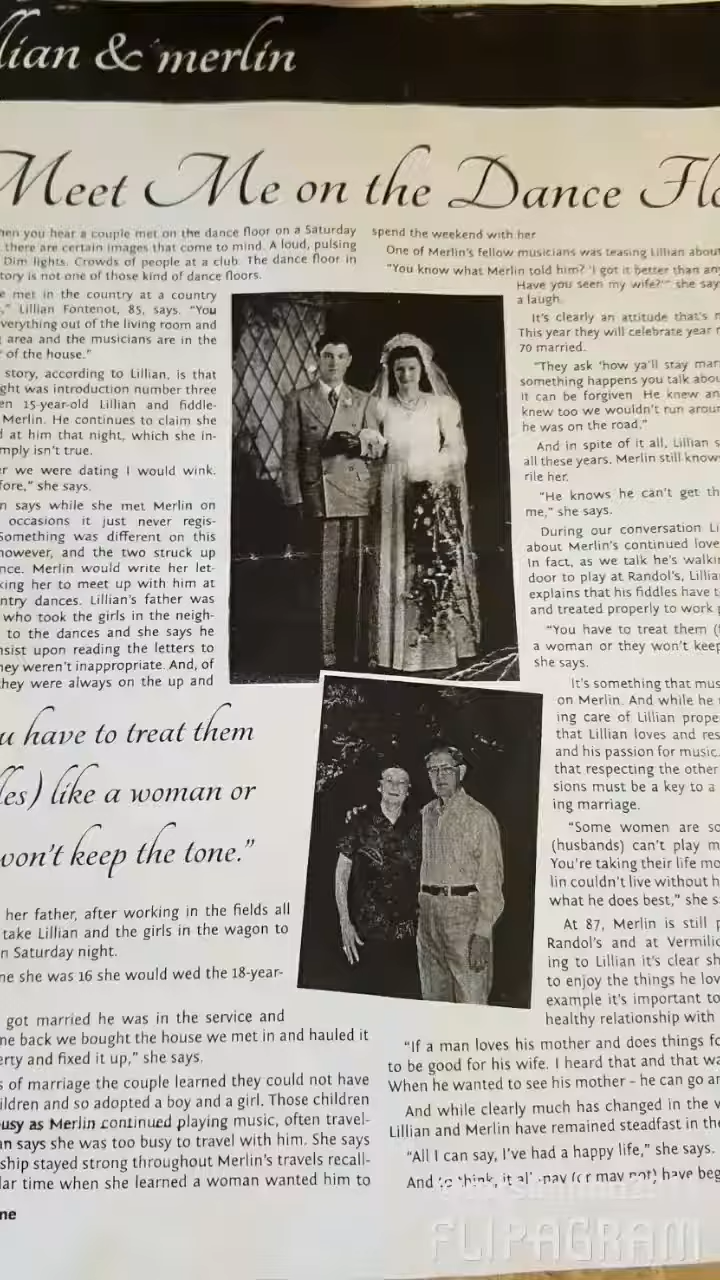 lian & merlin
Meet Me on the Dance Flo
hen you hear a couple met on the dance floor on a Saturday
there are certain images that come to mind. A loud, pulsing
Dim lights. Crowds of people at a club. The dance floor in
tory is not one of those kind of dance floors.
e met in the country at a country
," Lillian Fontenot, 85, says. "You
verything out of the living room and
area and the musicians are in the
of the house."
story, according to Lillian, is that
ght was introduction number three
en 15-year-old Lillian and fiddle-
Merlin. He continues to claim she
d at him that night, which she in-
mply isn't true.
er we were dating I would wink.
fore," she says.
n says while she met Merlin on
occasions it just never regis-
Something was different on this
however, and the two struck up
nce. Merlin would write her let-
king her to meet up with him at
ntry dances. Lillian's father was
who took the girls in the neigh-
to the dances and she says he
nsist upon reading the letters to
hey weren't inappropriate. And, of
they were always on the up and
u have to treat them
les) like a woman or
won't keep the tone."
her father, after working in the fields all
take Lillian and the girls in the wagon to
n Saturday night.
ne she was 16 she would wed the 18-year-
got married he was in the service and
ne back we bought the house we met in and hauled it
erty and fixed it up," she says.
s of marriage the couple learned they could not have
ildren and so adopted a boy and a girl. Those children
usy as Merlin continued playing music, often travel-
an says she was too busy to travel with him. She says
ship stayed strong throughout Merlin's travels recall-
lar time when she learned a woman wanted him to
spend the weekend with her
One of Merlin's fellow musicians was teasing Lillian about
"You know what Merlin told him? 'I got it better than any
Have you seen my wife?'" she say
a laugh.
It's clearly an attitude that's m
This year they will celebrate year n
70 married.
"They ask 'how ya'll stay mar
something happens you talk abou
it can be forgiven. He knew an
knew too we wouldn't run aroun
he was on the road."
And in spite of it all, Lillian s
all these years. Merlin still knows
rile her.
"He knows he can't get th
me," she says.
During our conversation Li
about Merlin's continued love
In fact, as we talk he's walkin
door to play at Randol's, Lillia
explains that his fiddles have t
and treated properly to work p
"You have to treat them (f
a woman or they won't keep
she says.
It's something that mus
on Merlin. And while he
ing care of Lillian prope
that Lillian loves and res
and his passion for music.
that respecting the other
sions must be a key to a
ing marriage.
"Some women are so
(husbands) can't play m
You're taking their life mo
lin couldn't live without h
what he does best," she s
At 87, Merlin is still p
Randol's and at Vermilio
ing to Lillian it's clear sh
to enjoy the things he lov
example it's important to
healthy relationship with
"If a man loves his mother and does things fo
to be good for his wife. I heard that and that wa
When he wanted to see his mother - he can go an
And while clearly much has changed in the w
Lillian and Merlin have remained steadfast in the
"All I can say, I've had a happy life," she says.
And to think, it all may (or may not) have beg
ne
FLIPAGRAM